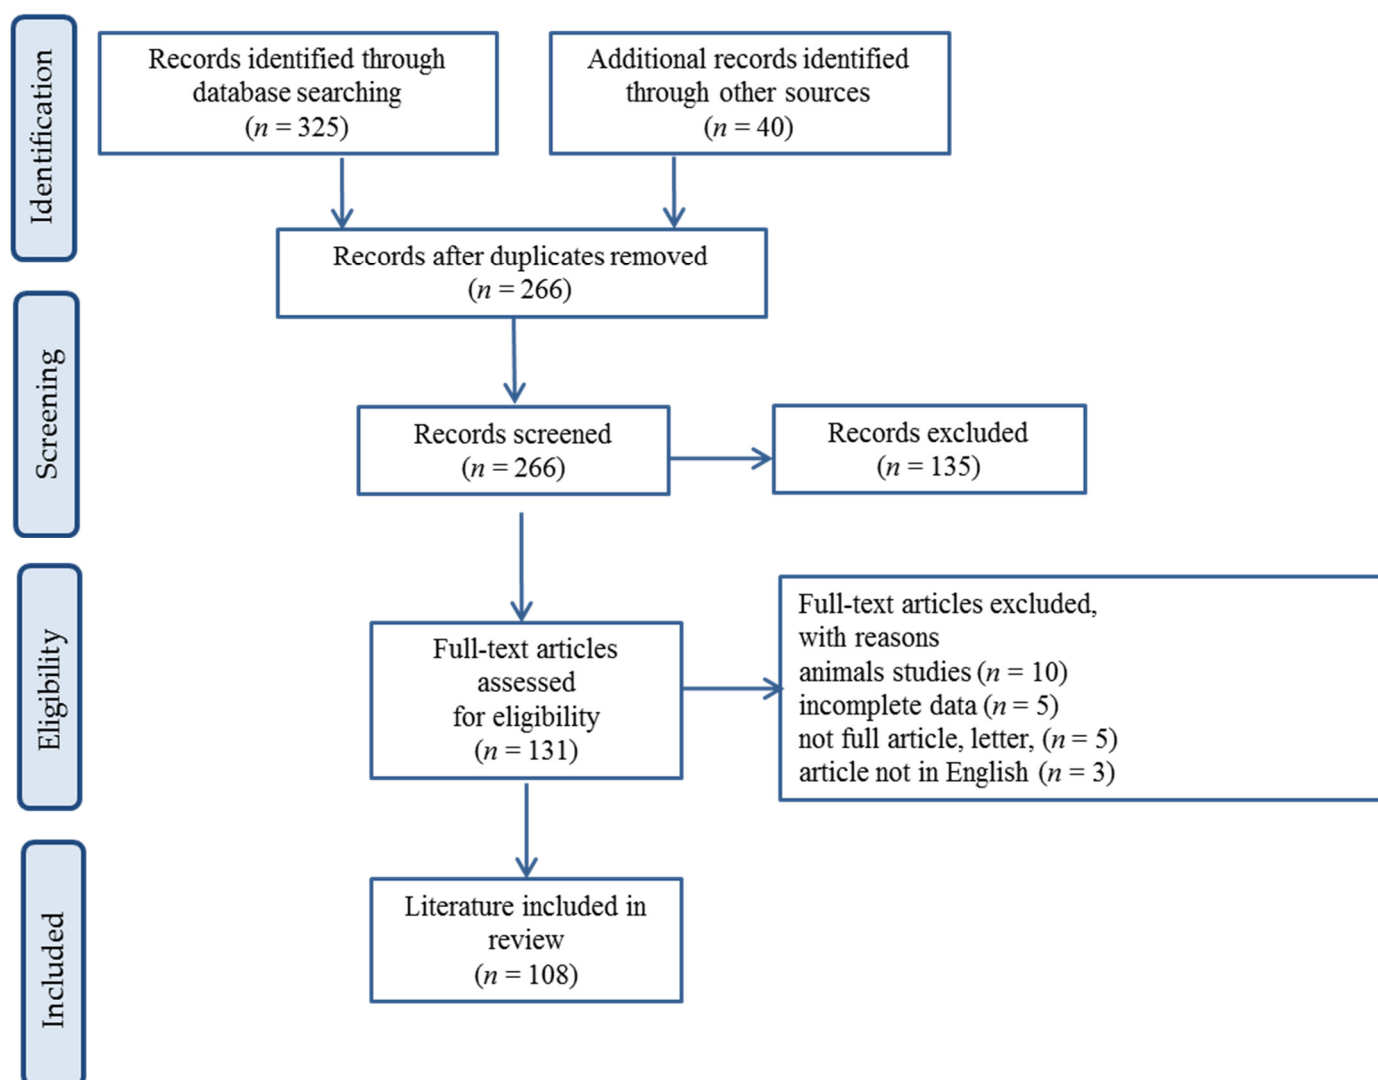 Identification
Records identified through
database searching
(n = 325)
Additional records identified
through other sources
(n = 40)
Records after duplicates removed
(n = 266)
Screening
Records screened
(n = 266)
Records excluded
(n = 135)
Eligibility
Full-text articles
assessed
for eligibility
(n = 131)
Full-text articles excluded,
with reasons
animals studies (n = 10)
incomplete data (n = 5)
not full article, letter, (n = 5)
article not in English (n = 3)
Included
Literature included in
review
(n = 108)